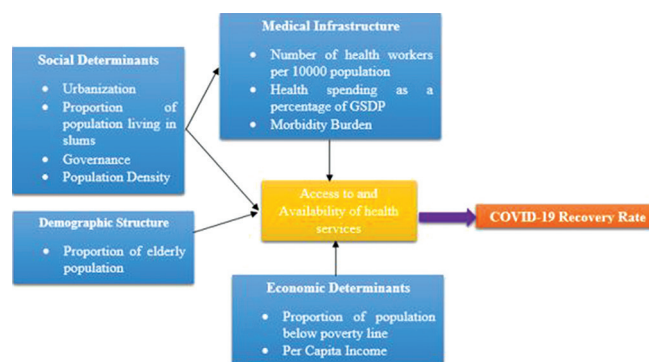 Social Determinants
• Urbanization
• Proportion of
population living in
slums
• Governance
• Population Density
Medical Infrastructure
• Number of health workers
per 10000 population
• Health spending as a
percentage of GSDP
• Morbidity Burden
Access to and
Availability of health
services
COVID-19 Recovery Rate
Demographic Structure
• Proportion of elderly
population
Economic Determinants
• Proportion of population
below poverty line
• Per Capita Income